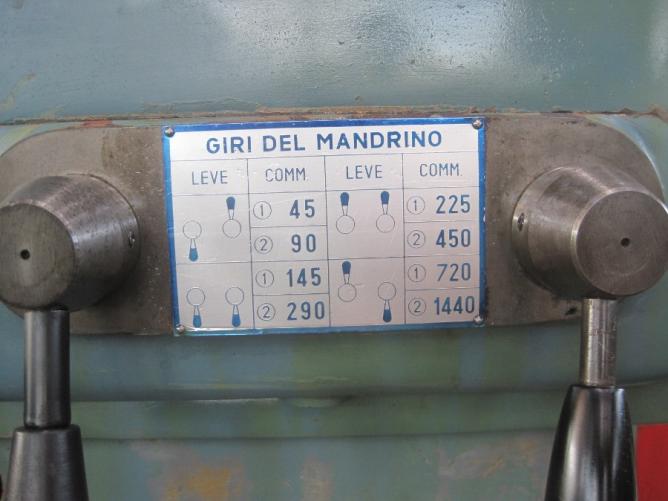 GIRI DEL MANDRINO
LEVE COMM. LEVE COMM.
① 45 ① 225
② 90 ② 450
① 145 ① 720
② 290 ② 1440